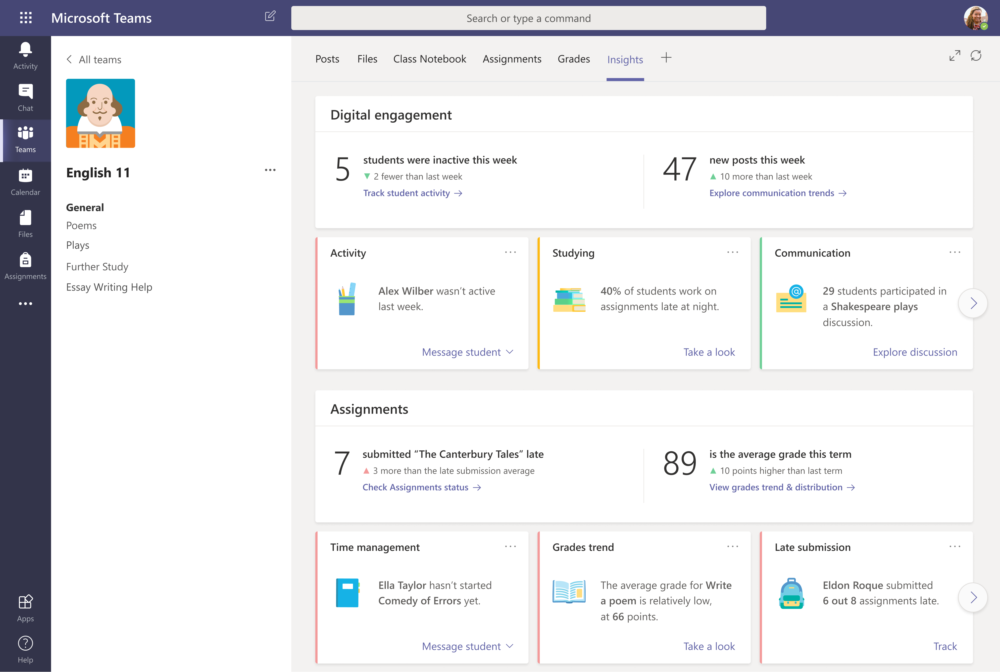 Microsoft Teams
Search or type a command
Activity
Chat
Teams
Calendar
Files
Assignments
Apps
Help
All teams
English 11
General
Poems
Plays
Further Study
Essay Writing Help
Posts
Files
Class Notebook
Assignments
Grades
Insights
Digital engagement
5
students were inactive this week
2 fewer than last week
Track student activity
47
new posts this week
10 more than last week
Explore communication trends
Activity
Alex Wilber wasn’t active
last week.
Message student
Studying
40% of students work on
assignments late at night.
Take a look
Communication
@
29 students participated in
a Shakespeare plays
discussion.
Explore discussion
Assignments
7
submitted “The Canterbury Tales” late
3 more than the late submission average
Check Assignments status
89
is the average grade this term
10 points higher than last term
View grades trend & distribution
Time management
Ella Taylor hasn’t started
Comedy of Errors yet.
Message student
Grades trend
The average grade for Write
a poem is relatively low,
at 66 points.
Take a look
Late submission
Eldon Roque submitted
6 out 8 assignments late.
Track